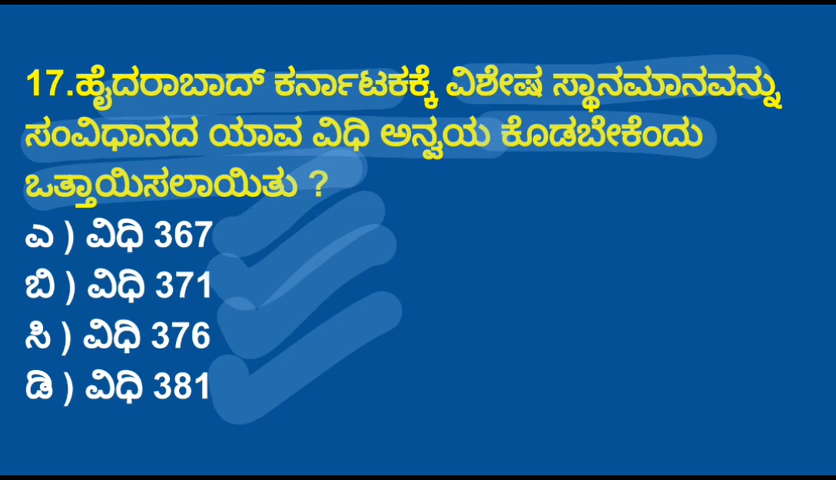 17.ಹೈದರಾಬಾದ್ ಕರ್ನಾಟಕಕ್ಕೆ ವಿಶೇಷ ಸ್ಥಾನಮಾನವನ್ನು
ಸಂವಿಧಾನದ ಯಾವ ವಿಧಿ ಅನ್ವಯ ಕೊಡಬೇಕೆಂದು
ಒತ್ತಾಯಿಸಲಾಯಿತು ?
ಎ ) ವಿಧಿ 367
ಬಿ ) ವಿಧಿ 371
ಸಿ ) ವಿಧಿ 376
ಡಿ ) ವಿಧಿ 381